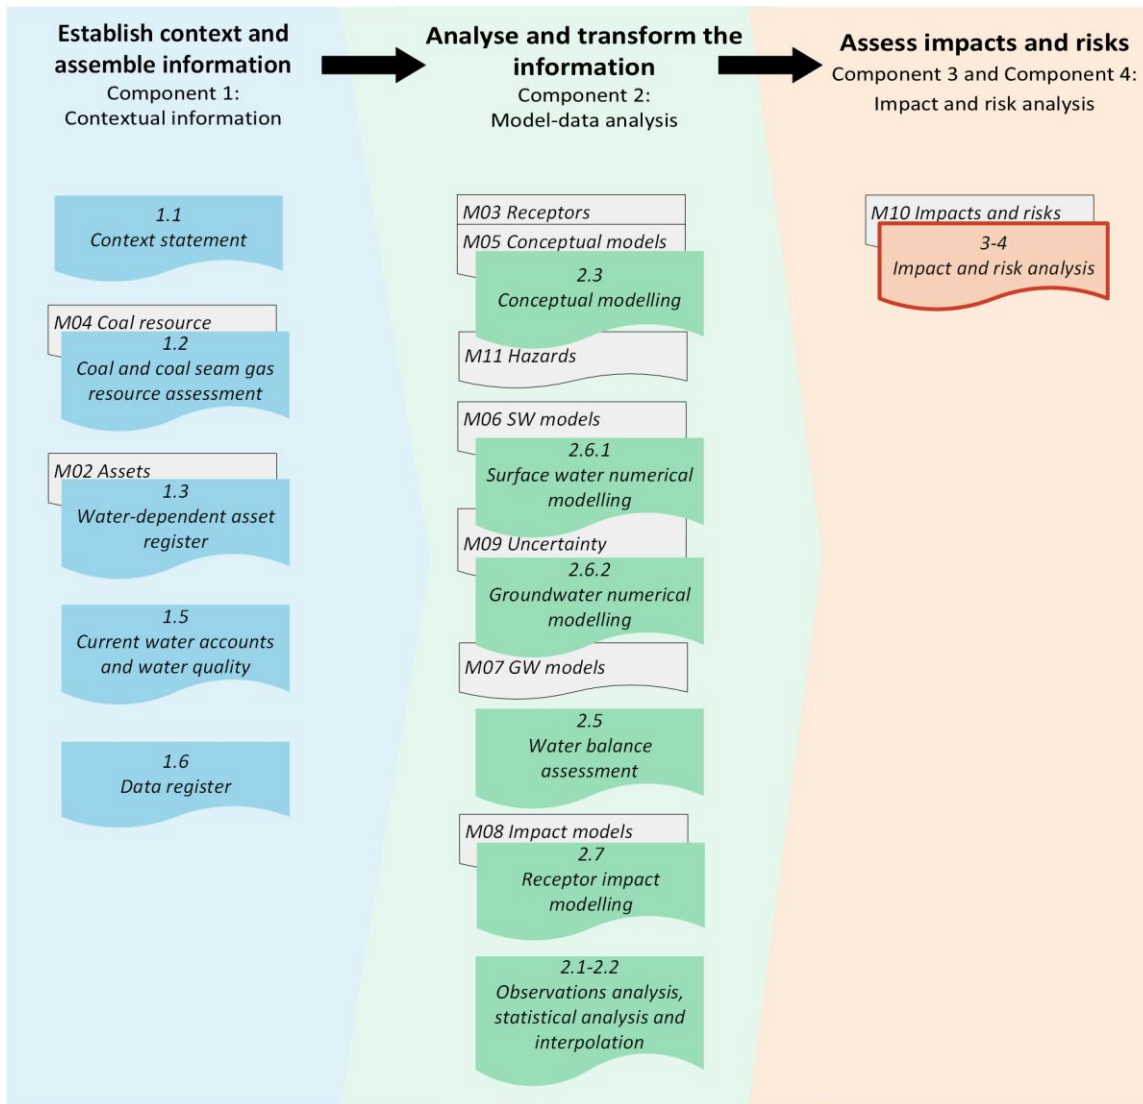 Establish context and
assemble information
Component 1:
Contextual information
Analyse and transform the
information
Component 2:
Model-data analysis
Assess impacts and risks
Component 3 and Component 4:
Impact and risk analysis
1.1
Context statement
M04 Coal resource
1.2
Coal and coal seam gas
resource assessment
M02 Assets
1.3
Water-dependent asset
register
1.5
Current water accounts
and water quality
1.6
Data register
M03 Receptors
M05 Conceptual models
2.3
Conceptual modelling
M11 Hazards
M06 SW models
2.6.1
Surface water numerical
modelling
M09 Uncertainty
2.6.2
Groundwater numerical
modelling
M07 GW models
2.5
Water balance
assessment
M08 Impact models
2.7
Receptor impact
modelling
2.1-2.2
Observations analysis,
statistical analysis and
interpolation
M10 Impacts and risks
3-4
Impact and risk analysis